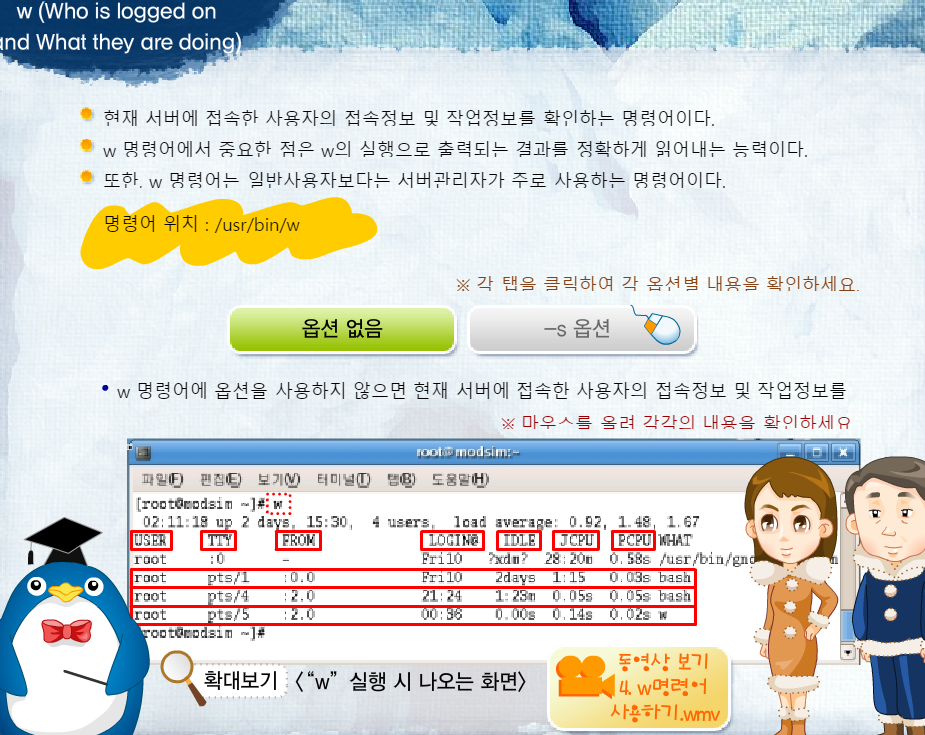 w (Who is logged on
and What they are doing)
현재 서버에 접속한 사용자의 접속정보 및 작업정보를 확인하는 명령어이다.
w 명령어에서 중요한 점은 w의 실행으로 출력되는 결과를 정확하게 읽어내는 능력이다.
또한, w 명령어는 일반사용자보다는 서버관리자가 주로 사용하는 명령어이다.
명령어 위치 : /usr/bin/w
※ 각 탭을 클릭하여 각 옵션별 내용을 확인하세요.
옵션 없음
–s 옵션
• w 명령어에 옵션을 사용하지 않으면 현재 서버에 접속한 사용자의 접속정보 및 작업정보를
※ 마우스를 올려 각각의 내용을 확인하세요
root@modsim:~
파일(F) 편집(E) 보기(V) 터미널(T) 탭(B) 도움말(H)
[root@modsim ~]# w
02:11:18 up 2 days, 15:30, 4 users, load average: 0.92, 1.48, 1.67
USER TTY FROM LOGIN@ IDLE JCPU PCPU WHAT
root :0 - Fri10 ?xdm? 28:20m 0.58s /usr/bin/gno
root pts/1 :0.0 Fri10 2days 1:15 0.03s bash
root pts/4 :2.0 21:24 1:23m 0.05s 0.05s bash
root pts/5 :2.0 00:36 0.00s 0.14s 0.02s w
root@modsim ~]#
확대보기 〈“w” 실행 시 나오는 화면〉
동영상 보기
4. w명령어
사용하기.wmv